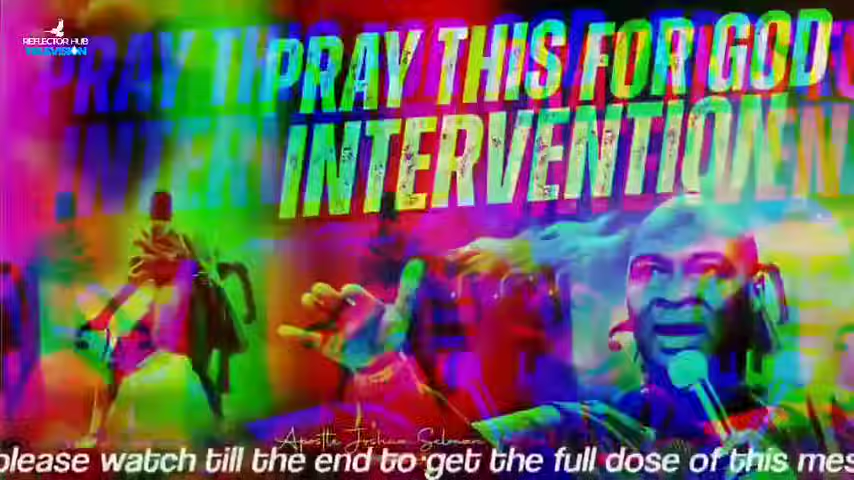 REFLECTOR HUB
TELEVISION
PRAY THIS FOR GOD
INTERVENTION
Apostle Joshua Selman
please watch till the end to get the full dose of this mes